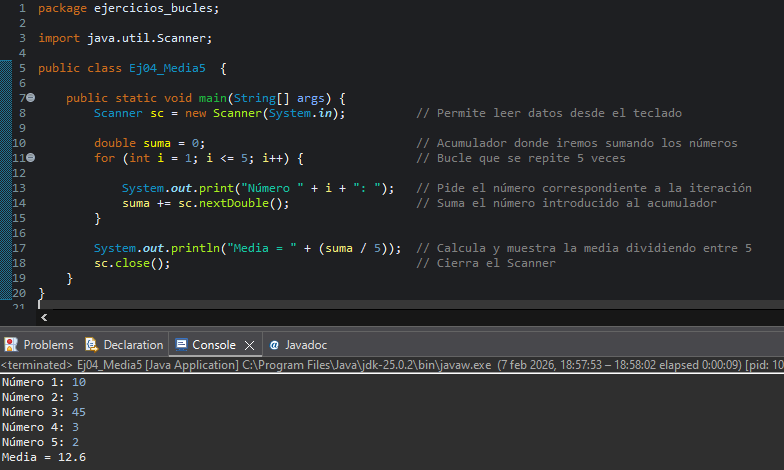 1 package ejercicios_bucles;
2
3 import java.util.Scanner;
4
5 public class Ej04_Media5  {
6
7     public static void main(String[] args) {
8         Scanner sc = new Scanner(System.in);          // Permite leer datos desde el teclado
9
10         double suma = 0;                              // Acumulador donde iremos sumando los números
11         for (int i = 1; i <= 5; i++) {                // Bucle que se repite 5 veces
12
13             System.out.print("Número " + i + ": ");   // Pide el número correspondiente a la iteración
14             suma += sc.nextDouble();                  // Suma el número introducido al acumulador
15         }
16
17         System.out.println("Media = " + (suma / 5));  // Calcula y muestra la media dividiendo entre 5
18         sc.close();                                   // Cierra el Scanner
19     }
20 }
21
Problems Declaration Console Javadoc
<terminated> Ej04_Media5 [Java Application] C:\Program Files\Java\jdk-25.0.2\bin\javaw.exe (7 feb 2026, 18:57:53 – 18:58:02 elapsed 0:00:09) [pid: 10
Número 1: 10
Número 2: 3
Número 3: 45
Número 4: 3
Número 5: 2
Media = 12.6